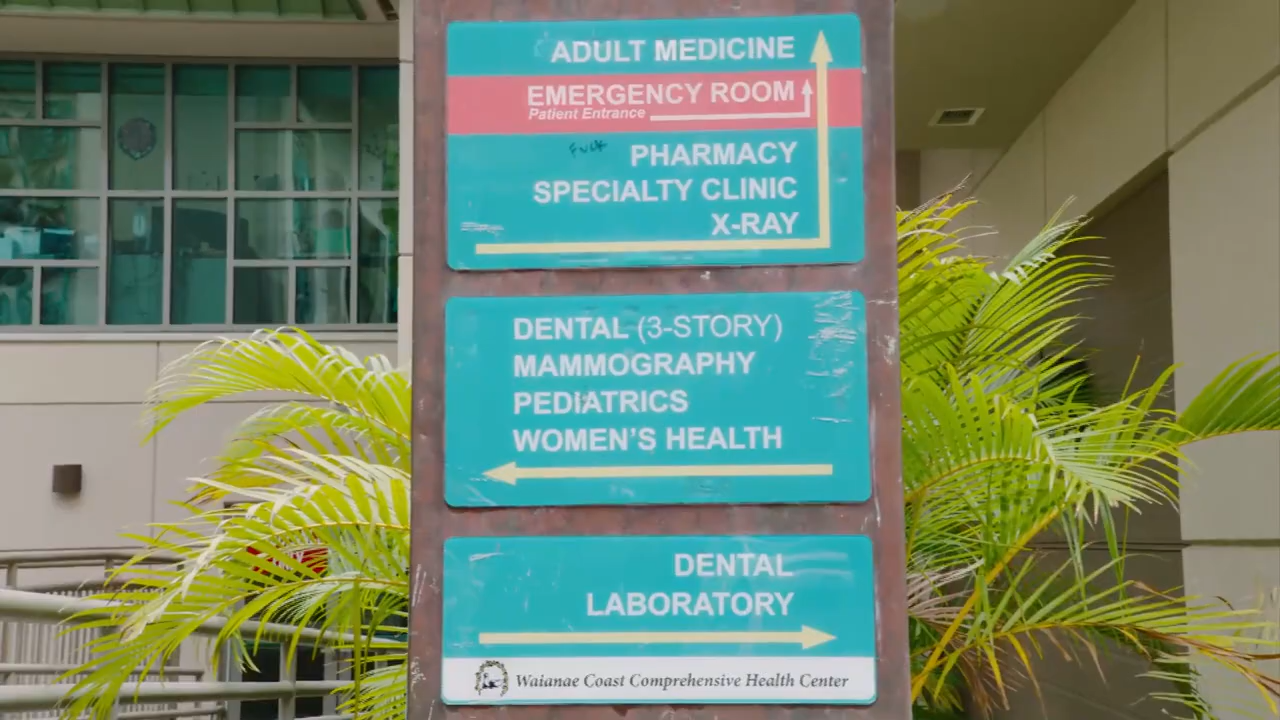 ADULT MEDICINE
EMERGENCY ROOM
Patient Entrance
Fuck
PHARMACY
SPECIALTY CLINIC
X-RAY
DENTAL (3-STORY)
MAMMOGRAPHY
PEDIATRICS
WOMEN'S HEALTH
DENTAL
LABORATORY
Waianae Coast Comprehensive Health Center